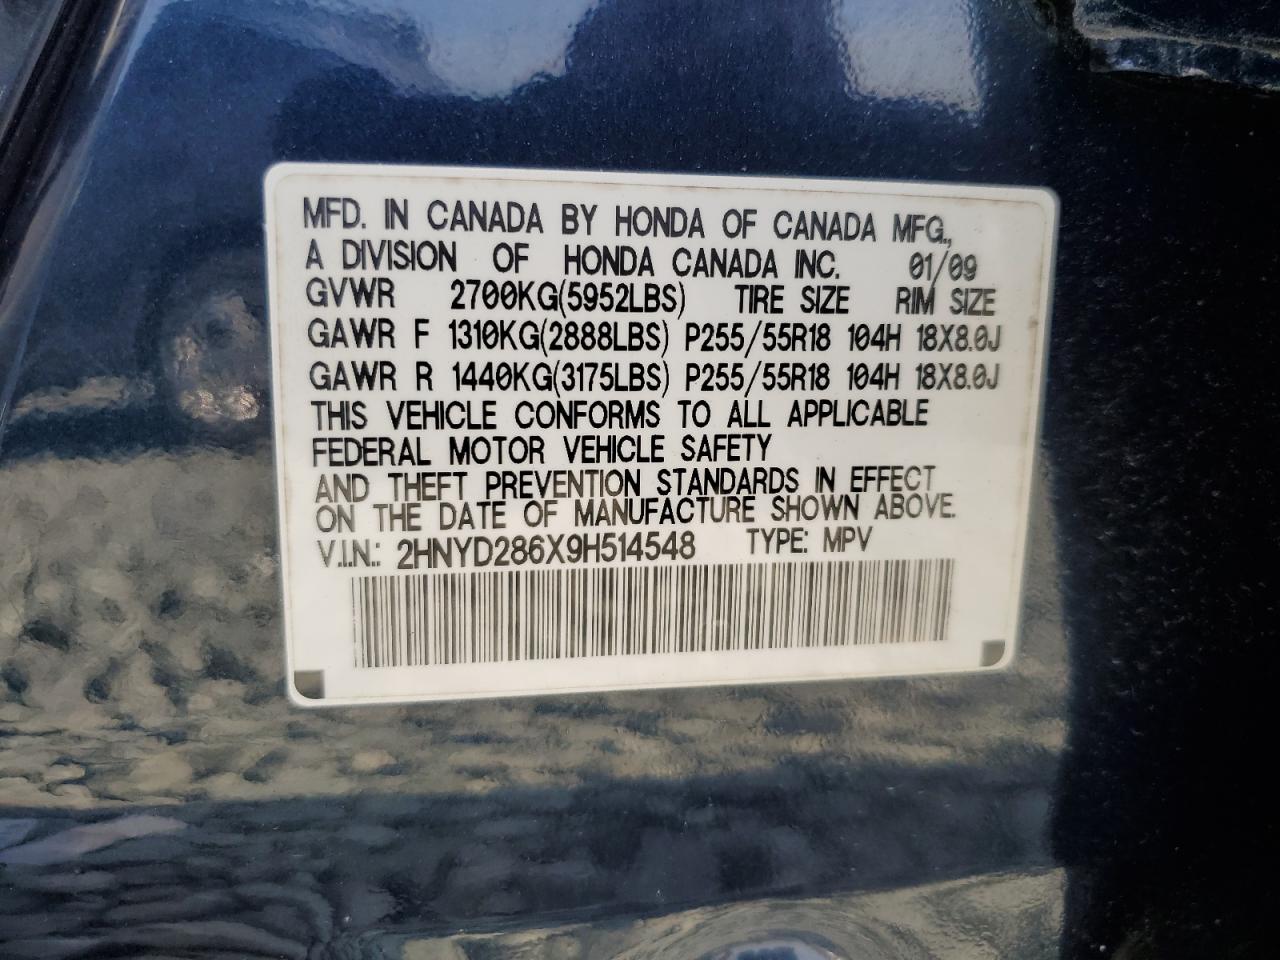 MFD. IN CANADA BY HONDA OF CANADA MFG.,
A DIVISION OF HONDA CANADA INC. 01/09
GVWR 2700KG(5952LBS) TIRE SIZE RIM SIZE
GAWR F 1310KG(2888LBS) P255/55R18 104H 18X8.0J
GAWR R 1440KG(3175LBS) P255/55R18 104H 18X8.0J
THIS VEHICLE CONFORMS TO ALL APPLICABLE
FEDERAL MOTOR VEHICLE SAFETY
AND THEFT PREVENTION STANDARDS IN EFFECT
ON THE DATE OF MANUFACTURE SHOWN ABOVE.
V.I.N.: 2HNYD286X9H514548 TYPE: MPV